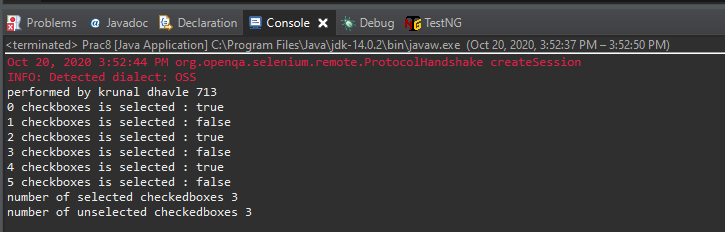 Problems Javadoc Declaration Console Debug TestNG
<terminated> Prac8 [Java Application] C:\Program Files\Java\jdk-14.0.2\bin\javaw.exe (Oct 20, 2020, 3:52:37 PM – 3:52:50 PM)
Oct 20, 2020 3:52:44 PM org.openqa.selenium.remote.ProtocolHandshake createSession
INFO: Detected dialect: OSS
performed by krunal dhavle 713
0 checkboxes is selected : true
1 checkboxes is selected : false
2 checkboxes is selected : true
3 checkboxes is selected : false
4 checkboxes is selected : true
5 checkboxes is selected : false
number of selected checkedboxes 3
number of unselected checkedboxes 3